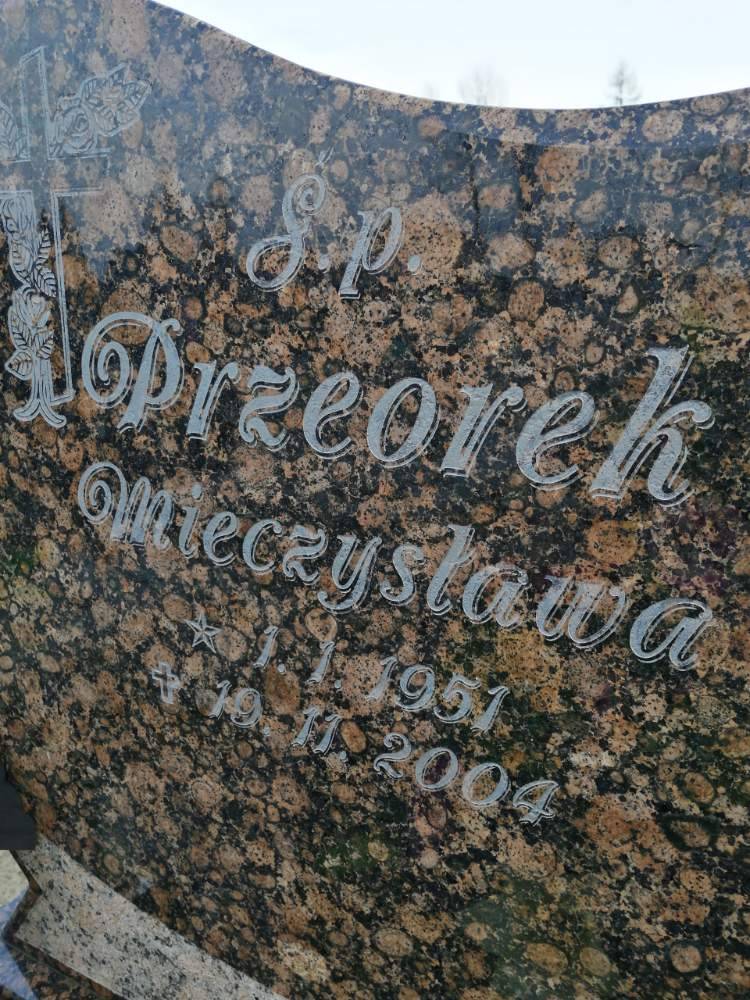 Ś.p.
Przeorek
Mieczysława
1. 1. 1951
19. 11. 2004